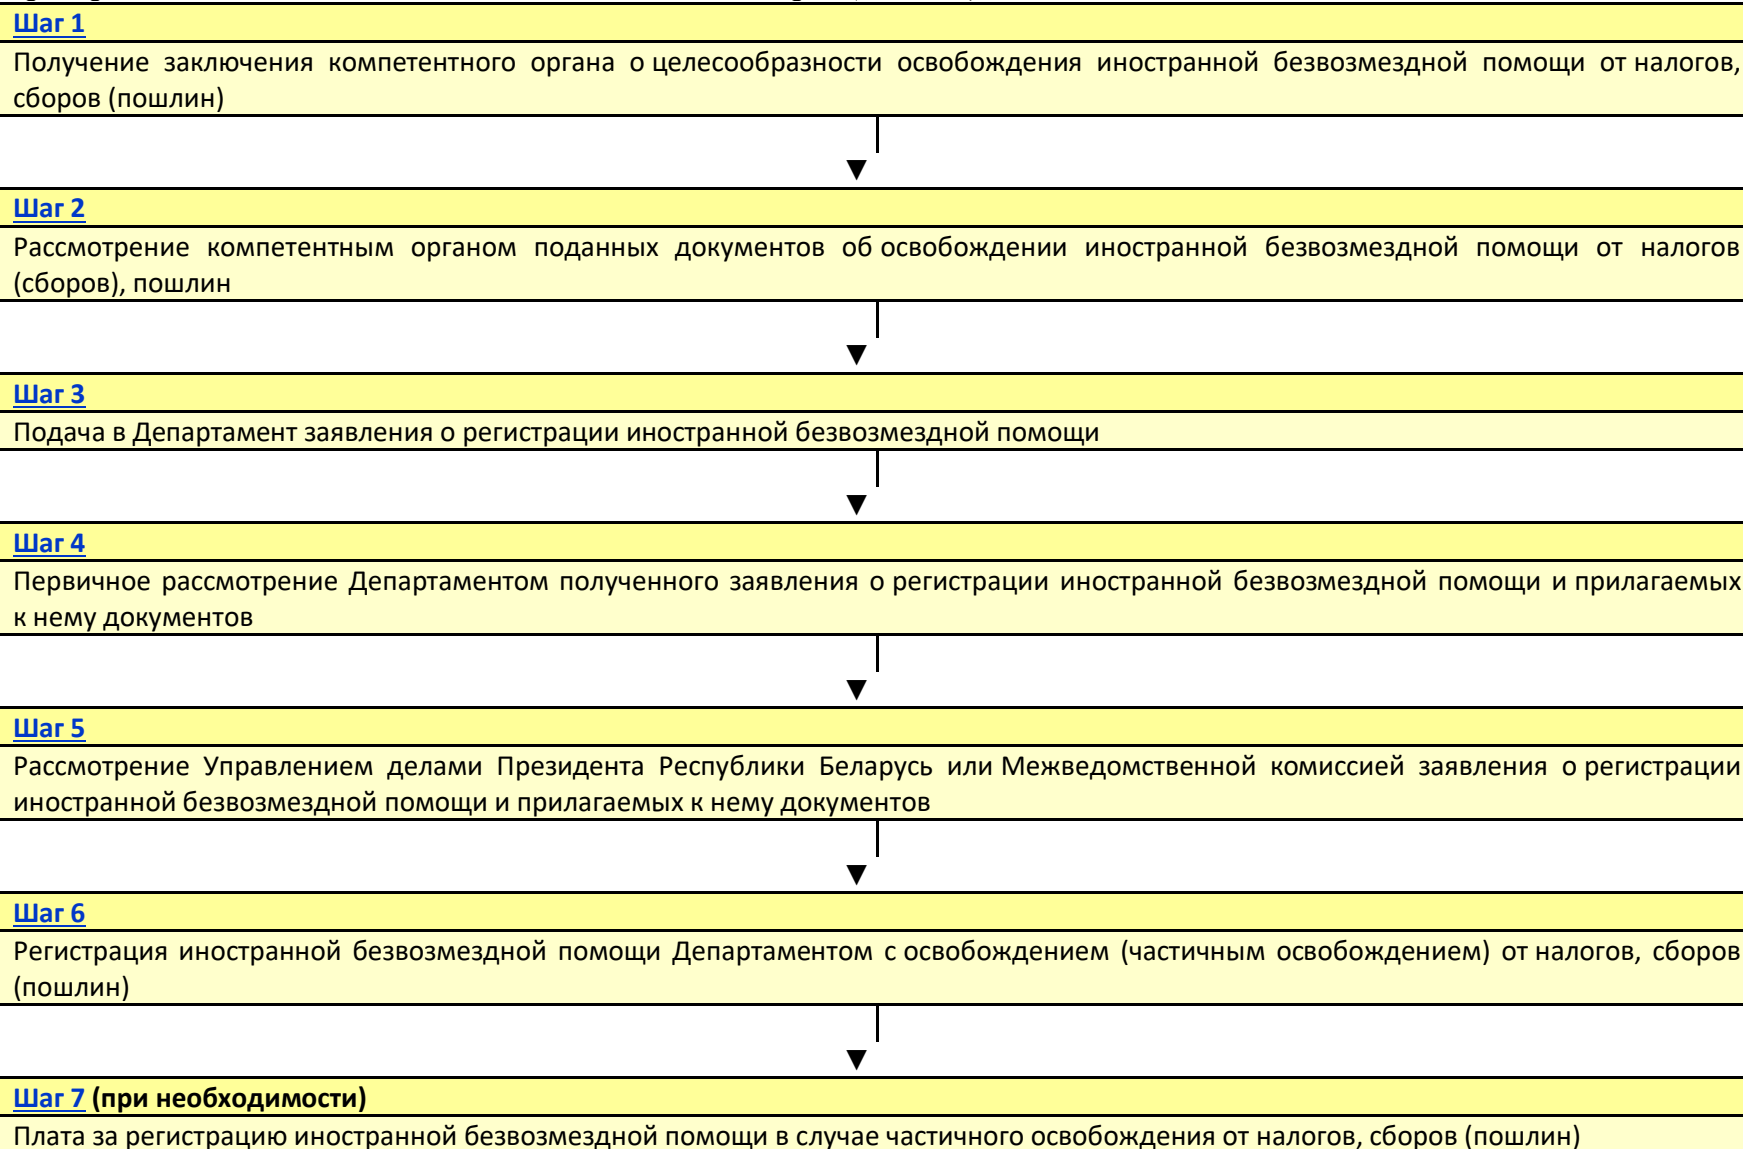 Шаг 1
Получение заключения компетентного органа о целесообразности освобождения иностранной безвозмездной помощи от налогов,
сборов (пошлин)
Шаг 2
Рассмотрение компетентным органом поданных документов об освобождении иностранной безвозмездной помощи от налогов
(сборов), пошлин
Шаг 3
Подача в Департамент заявления о регистрации иностранной безвозмездной помощи
Шаг 4
Первичное рассмотрение Департаментом полученного заявления о регистрации иностранной безвозмездной помощи и прилагаемых
к нему документов
Шаг 5
Рассмотрение Управлением делами Президента Республики Беларусь или Межведомственной комиссией заявления о регистрации
иностранной безвозмездной помощи и прилагаемых к нему документов
Шаг 6
Регистрация иностранной безвозмездной помощи Департаментом с освобождением (частичным освобождением) от налогов, сборов
(пошлин)
Шаг 7 (при необходимости)
Плата за регистрацию иностранной безвозмездной помощи в случае частичного освобождения от налогов, сборов (пошлин)